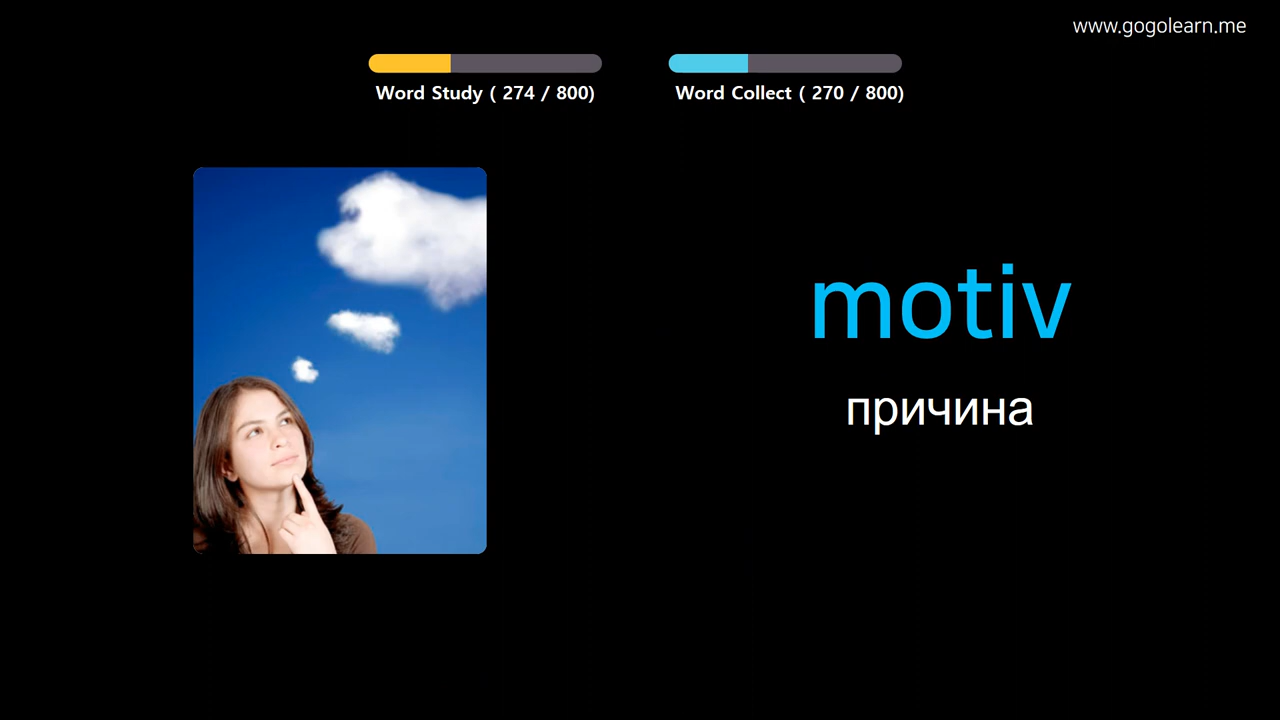 www.gogolearn.me
Word Study ( 274 / 800)
Word Collect ( 270 / 800)
motiv
причина